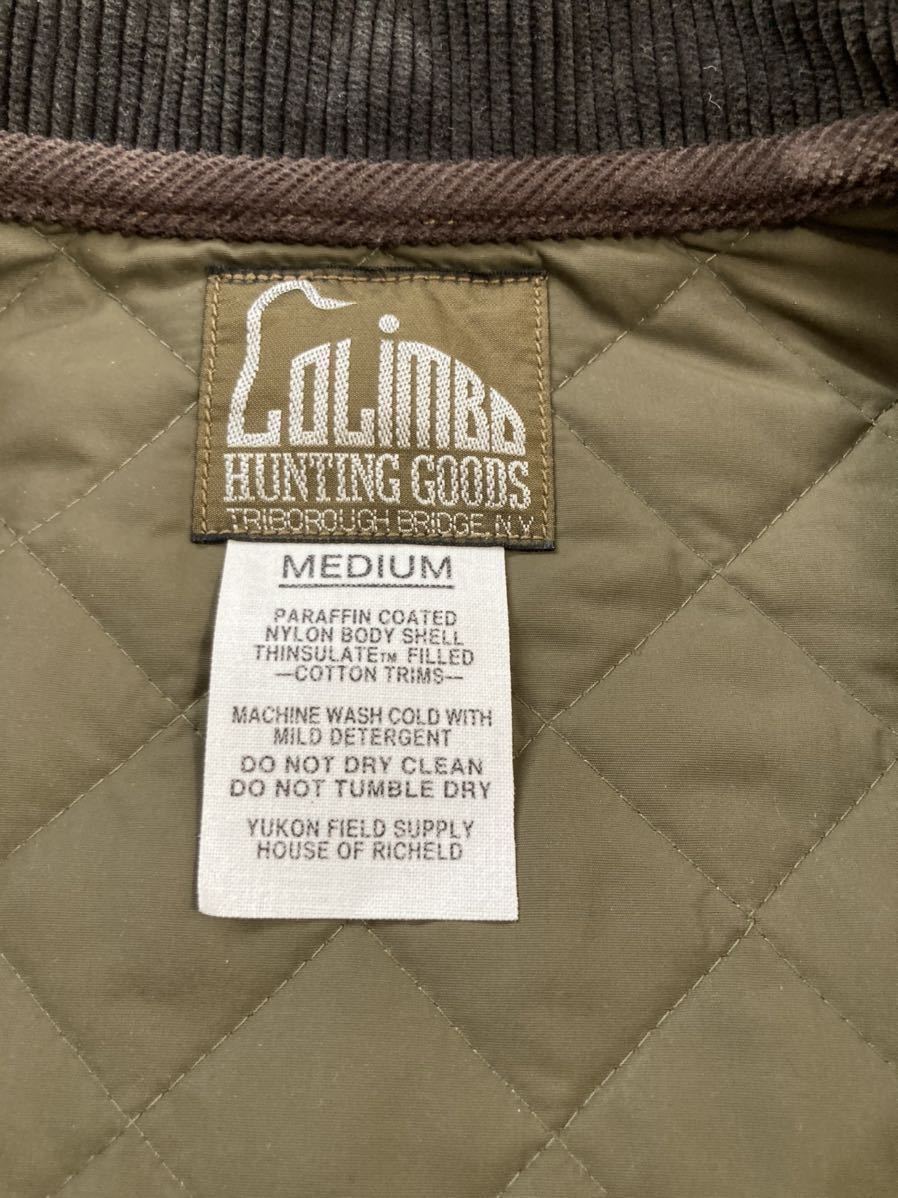 COLIMBO
HUNTING GOODS
TRIBOROUGH BRIDGE, N.Y.
MEDIUM
PARAFFIN COATED
NYLON BODY SHELL
THINSULATE™ FILLED
—COTTON TRIMS—
MACHINE WASH COLD WITH
MILD DETERGENT
DO NOT DRY CLEAN
DO NOT TUMBLE DRY
YUKON FIELD SUPPLY
HOUSE OF RICHELD